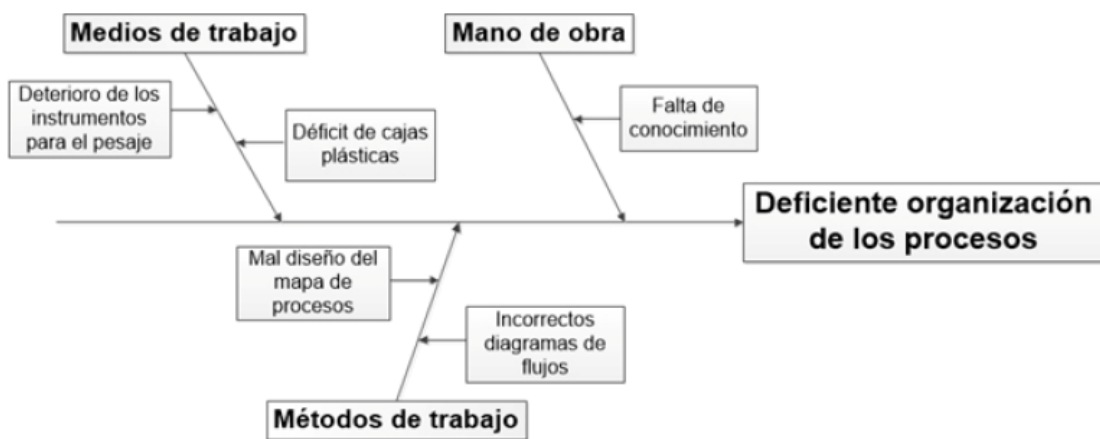 Medios de trabajo
Mano de obra
Deterioro de los
instrumentos
para el pesaje
Déficit de cajas
plásticas
Falta de
conocimiento
Deficiente organización
de los procesos
Mal diseño del
mapa de
procesos
Incorrectos
diagramas de
flujos
Métodos de trabajo